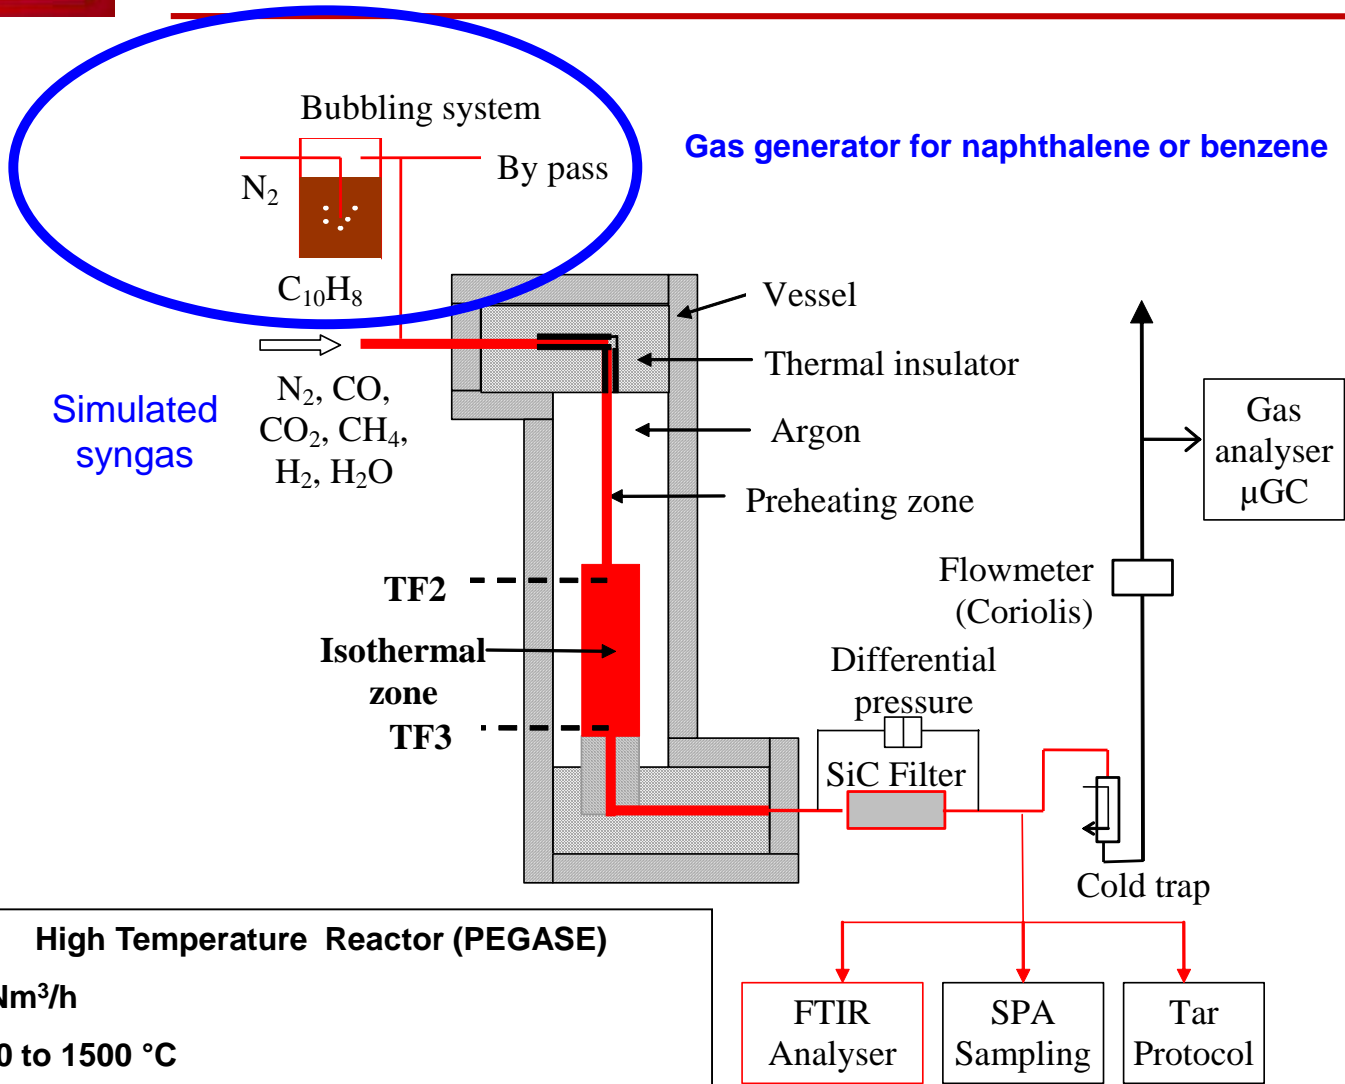 Bubbling system
Gas generator for naphthalene or benzene
By pass
N₂
C₁₀H₈
Vessel
Thermal insulator
Simulated
syngas
N₂, CO,
CO₂, CH₄,
H₂, H₂O
Argon
Gas
analyser
µGC
Preheating zone
TF2
Flowmeter
(Coriolis)
Isothermal
zone
Differential
pressure
TF3
SiC Filter
Cold trap
High Temperature Reactor (PEGASE)
Nm³/h
0 to 1500 °C
FTIR
Analyser
SPA
Sampling
Tar
Protocol